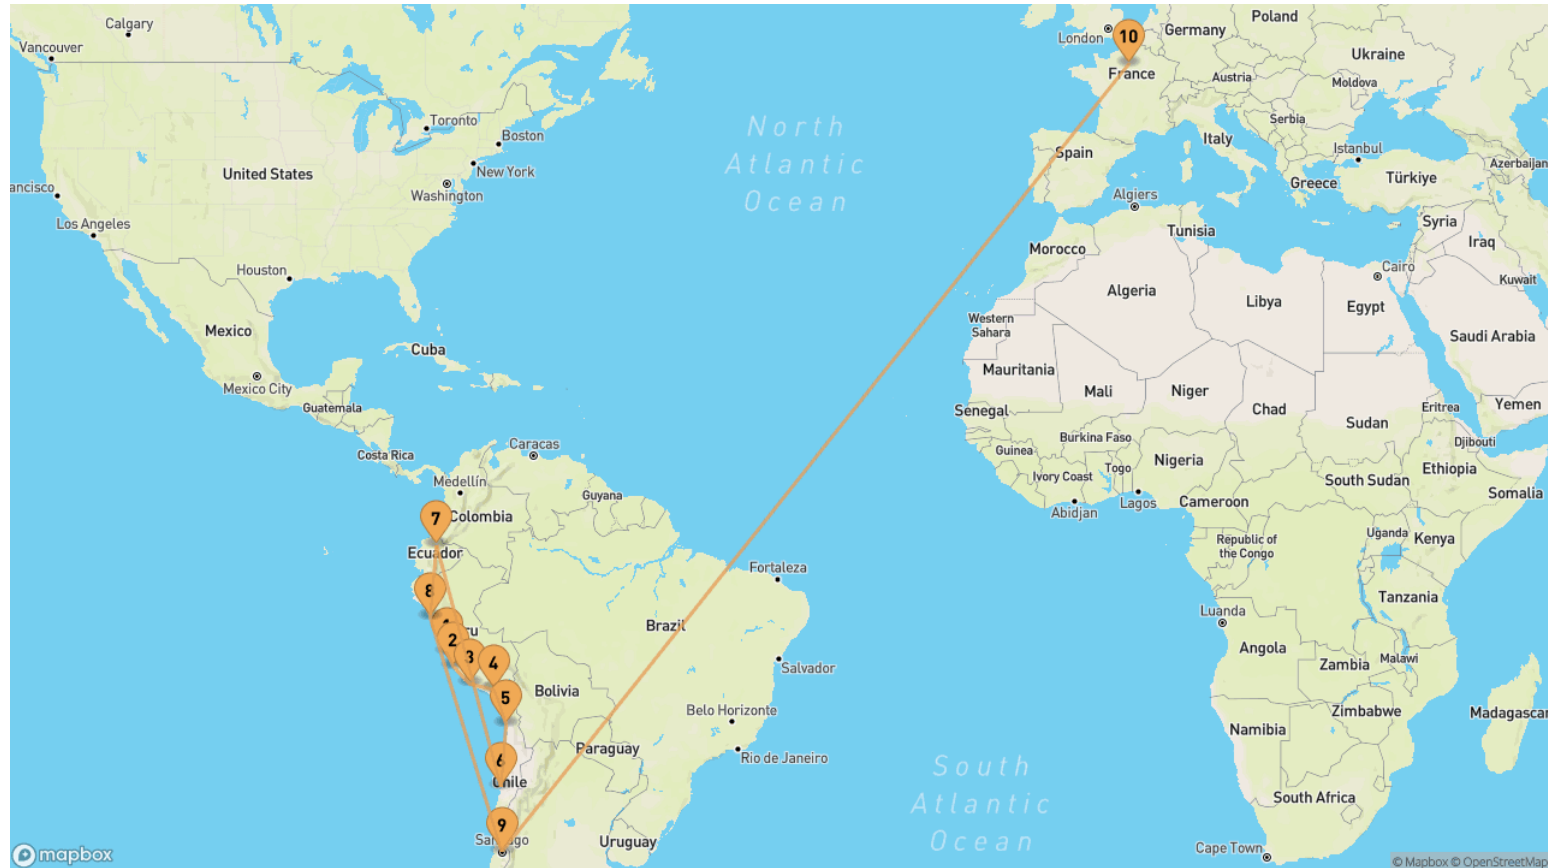 Calgary
Vancouver
London
10
Germany
Poland
Ukraine
France
Austria
Moldova
Toronto
Boston
Serbia
Italy
Istanbul
Spain
North
Atlantic
Ocean
New York
United States
Washington
ancisco
Azerbaijan
Türkiye
Greece
Algiers
Los Angeles
Tunisia
Syria
Iraq
Morocco
Houston
Cairo
Kuwait
Algeria
Libya
Egypt
Western
Sahara
Mexico
Cuba
Saudi Arabia
Mauritania
Mexico City
Mali
Niger
Guatemala
Senegal
Chad
Eritrea
Yemen
Sudan
Caracas
Costa Rica
Burkina Faso
Djibouti
Guinea
Nigeria
Togo
Ethiopia
Medellín
Ivory Coast
South Sudan
Guyana
Somalia
Abidjan
Lagos
Cameroon
7
Colombia
Uganda
Kenya
Republic of
the Congo
Ecuador
Fortaleza
8
Tanzania
Luanda
Brazil
ru
2
3
4
Angola
Malawi
Zambia
Salvador
Bolivia
5
Belo Horizonte
Zimbabwe
Madagascar
Namibia
Paraguay
Rio de Janeiro
6
Chile
South
Atlantic
Ocean
South Africa
9
Uruguay
Cape Town
mapbox
© Mapbox © OpenStreetMap